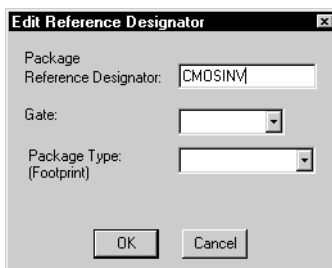 Edit Reference Designator
Package
Reference Designator: CMOSINV
Gate:
Package Type:
(Footprint)
OK Cancel